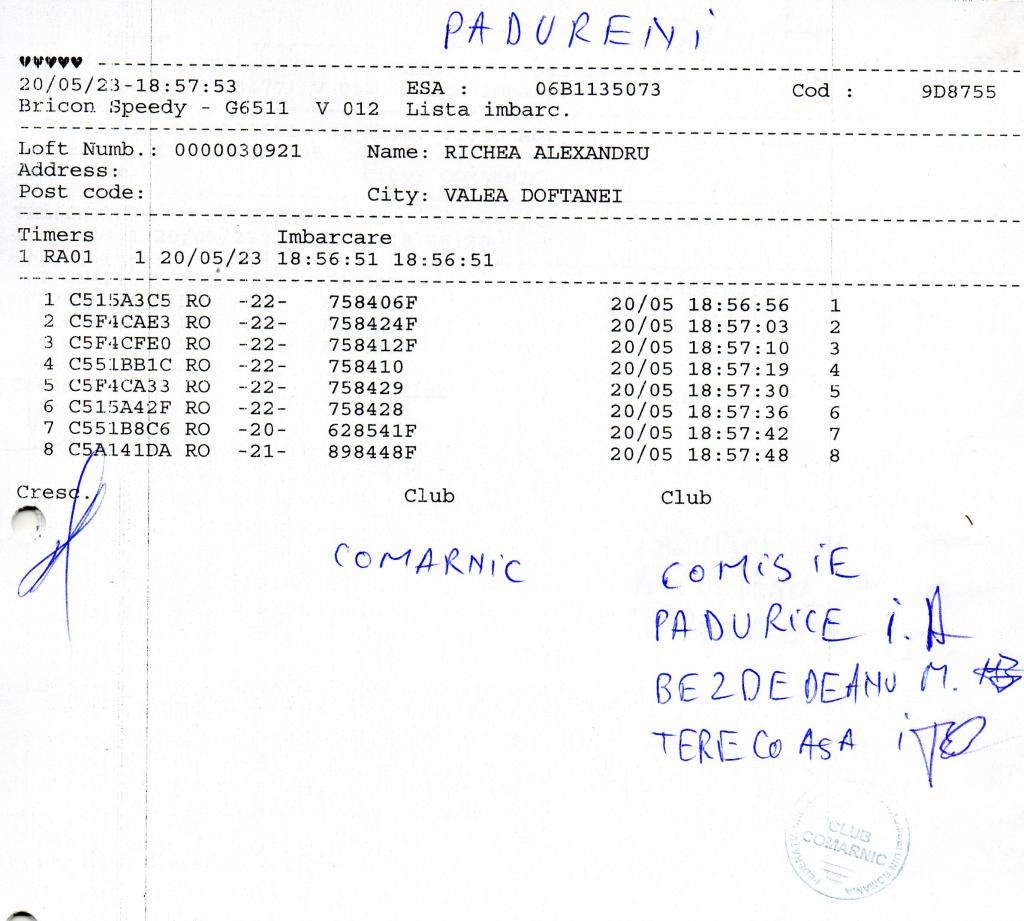 PADURENi
20/05/23-18:57:53 ESA : 06B1135073 Cod : 9D8755
Bricon Speedy - G6511 V 012 Lista imbarc.
Loft Numb.: 0000030921 Name: RICHEA ALEXANDRU
Address:
Post code: City: VALEA DOFTANEI
Timers Imbarcare
1 RA01 1 20/05/23 18:56:51 18:56:51
1 C515A3C5 RO -22- 758406F 20/05 18:56:56 1
2 C5F4CAE3 RO -22- 758424F 20/05 18:57:03 2
3 C5F4CFE0 RO -22- 758412F 20/05 18:57:10 3
4 C551BB1C RO -22- 758410 20/05 18:57:19 4
5 C5F4CA33 RO -22- 758429 20/05 18:57:30 5
6 C515A42F RO -22- 758428 20/05 18:57:36 6
7 C551B8C6 RO -20- 628541F 20/05 18:57:42 7
8 C5A141DA RO -21- 898448F 20/05 18:57:48 8
Cresc. Club Club
COMARNiC COMiSiE
PADURiCE i.A
BEZDEDEANU M.
TERECOASA i
CLUB
COMARNIC